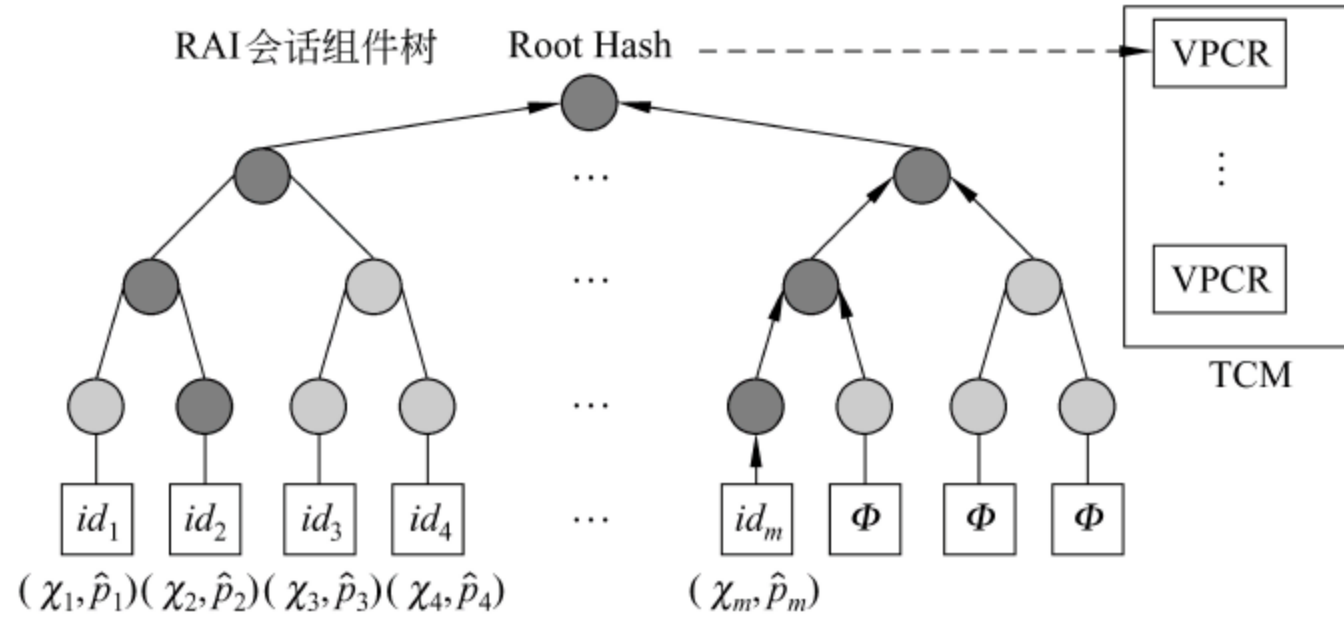 RAI会话组件树 Root Hash VPCR
… ⋮
… VPCR
TCM
…
id₁ id₂ id₃ id₄ … idₘ Φ Φ Φ
(χ₁,p̂₁)(χ₂,p̂₂)(χ₃,p̂₃)(χ₄,p̂₄) (χₘ,p̂ₘ)